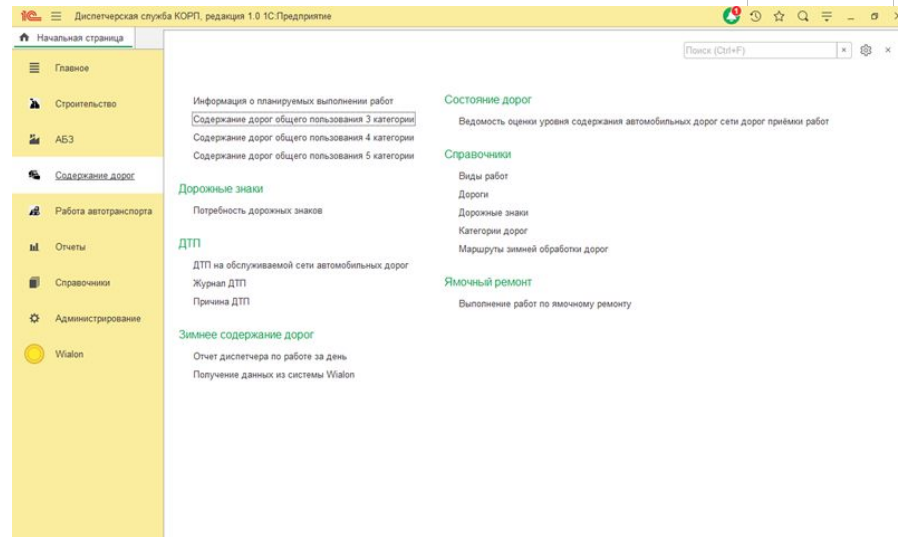 1С Диспетчерская служба КОРП, редакция 1.0 1С:Предприятие
Начальная страница
Поиск (Ctrl+F)
Главное
Строительство
АБЗ
Содержание дорог
Работа автотранспорта
Отчеты
Справочники
Администрирование
Wialon
Информация о планируемых выполнении работ
Содержание дорог общего пользования 3 категории
Содержание дорог общего пользования 4 категории
Содержание дорог общего пользования 5 категории
Дорожные знаки
Потребность дорожных знаков
ДТП
ДТП на обслуживаемой сети автомобильных дорог
Журнал ДТП
Причина ДТП
Зимнее содержание дорог
Отчет диспетчера по работе за день
Получение данных из системы Wialon
Состояние дорог
Ведомость оценки уровня содержания автомобильных дорог сети дорог приёмки работ
Справочники
Виды работ
Дороги
Дорожные знаки
Категории дорог
Маршруты зимней обработки дорог
Ямочный ремонт
Выполнение работ по ямочному ремонту